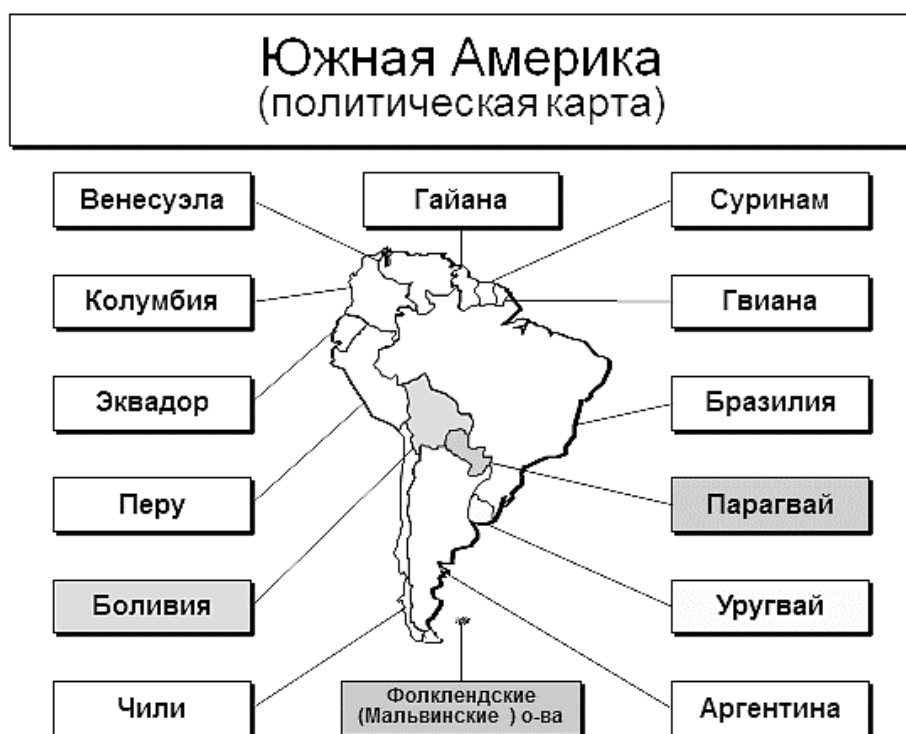 Южная Америка
(политическая карта)
Венесуэла
Гайана
Суринам
Колумбия
Гвиана
Эквадор
Бразилия
Перу
Парагвай
Боливия
Уругвай
Чили
Фолклендские
(Мальвинские ) о-ва
Аргентина